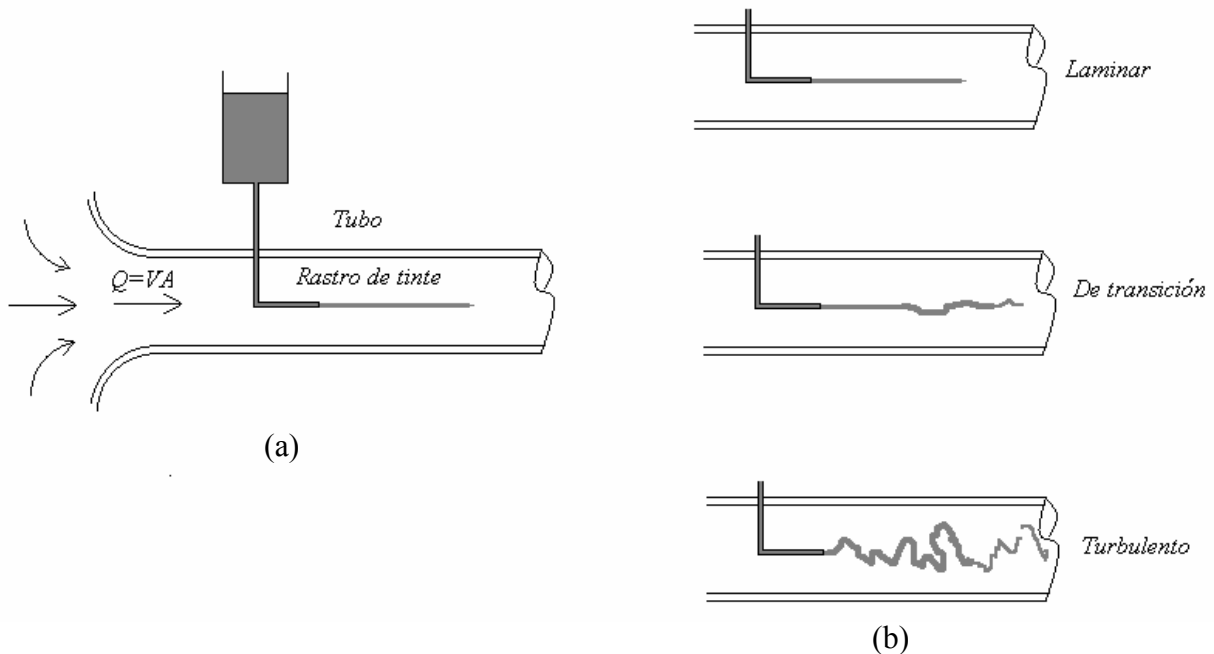 Tubo
Q=VA
Rastro de tinte
(a)
Laminar
De transición
Turbulento
(b)